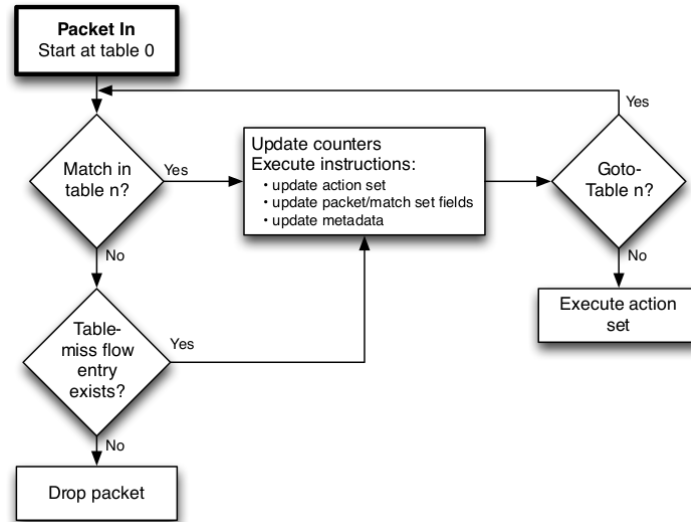 Packet In
Start at table 0
Yes
Match in
table n?
Yes
Update counters
Execute instructions:
• update action set
• update packet/match set fields
• update metadata
Goto-
Table n?
No
No
Table-
miss flow
entry
exists?
Yes
Execute action
set
No
Drop packet